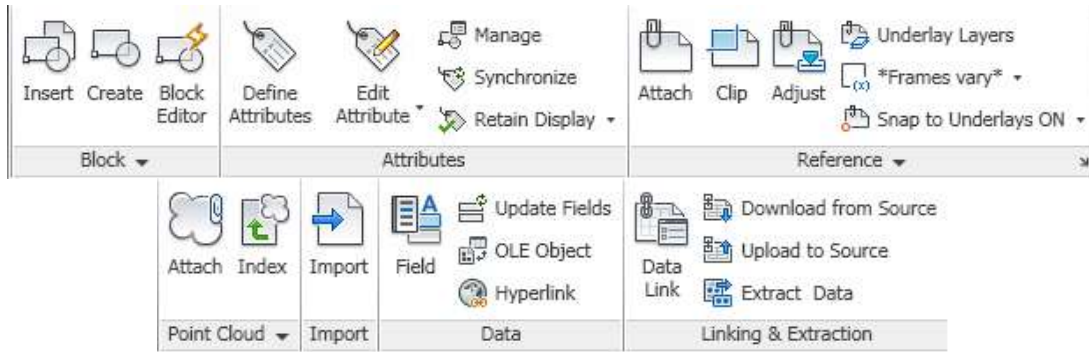 Insert Create Block Editor
Define Attributes
Edit Attribute
Manage
Synchronize
Retain Display
Attach Clip Adjust
Underlay Layers
*Frames vary*
Snap to Underlays ON
Block Attributes Reference
Attach Index Import Field
Update Fields
OLE Object
Hyperlink
Data Link
Download from Source
Upload to Source
Extract Data
Point Cloud Import Data Linking & Extraction